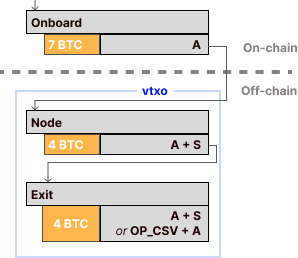 Onboard
7 BTC A
On-chain
Off-chain
vtxo
Node
4 BTC A + S
Exit
4 BTC A + S
or OP_CSV + A